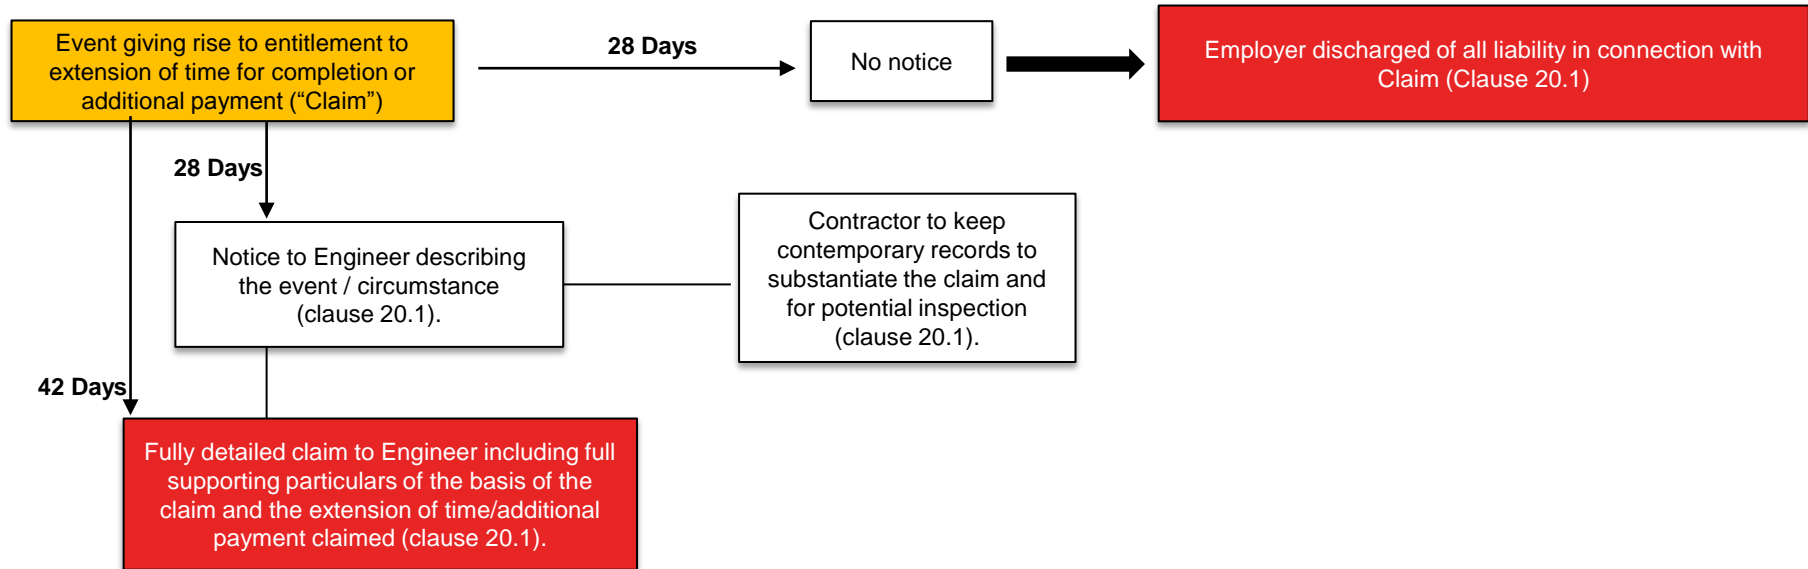 Event giving rise to entitlement to
extension of time for completion or
additional payment (“Claim”)
28 Days
No notice
Employer discharged of all liability in connection with
Claim (Clause 20.1)
28 Days
Notice to Engineer describing
the event / circumstance
(clause 20.1).
Contractor to keep
contemporary records to
substantiate the claim and
for potential inspection
(clause 20.1).
42 Days
Fully detailed claim to Engineer including full
supporting particulars of the basis of the
claim and the extension of time/additional
payment claimed (clause 20.1).